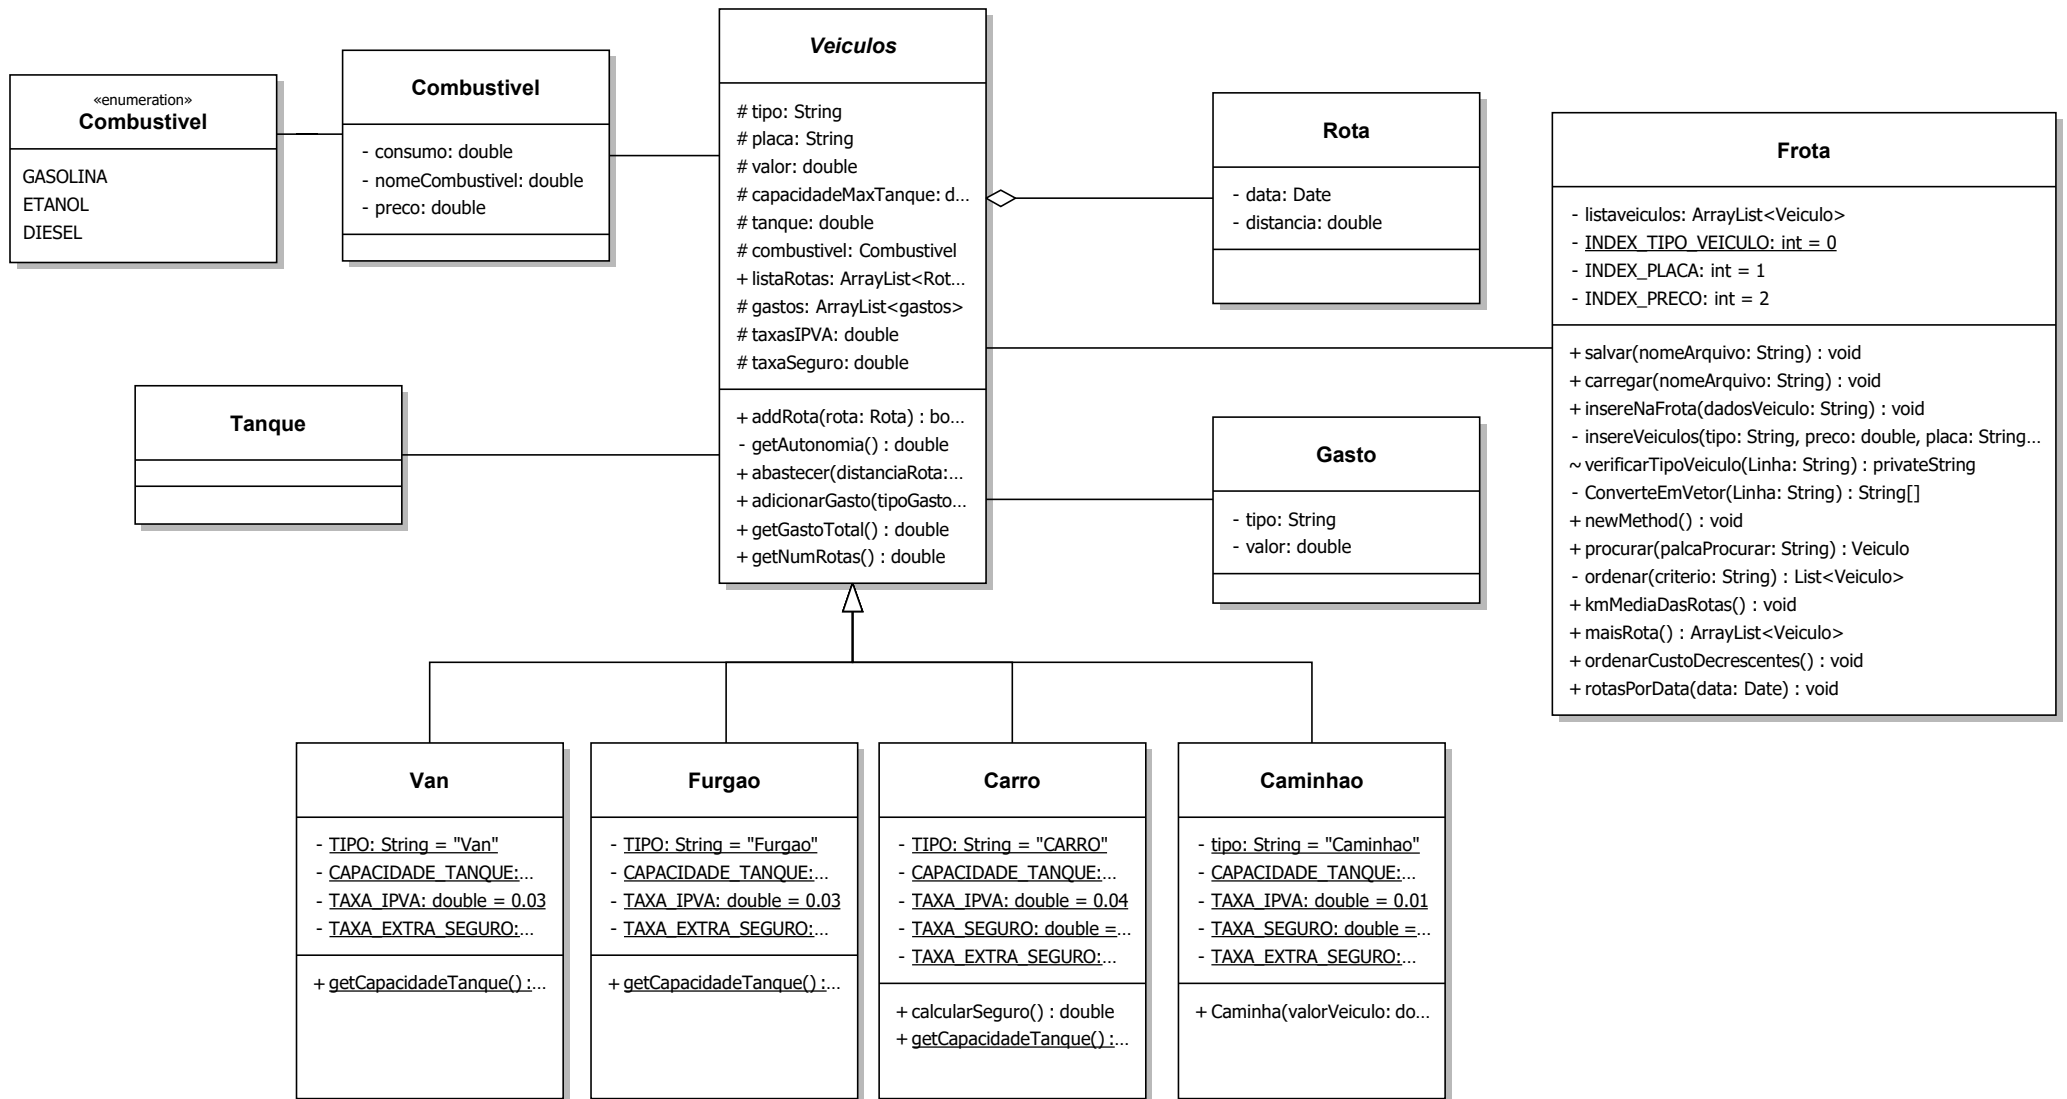 «enumeration»
Combustivel
GASOLINA
ETANOL
DIESEL
Combustivel
- consumo: double
- nomeCombustivel: double
- preco: double
Veiculos
# tipo: String
# placa: String
# valor: double
# capacidadeMaxTanque: d...
# tanque: double
# combustivel: Combustivel
+ listaRotas: ArrayList<Rot...
# gastos: ArrayList<gastos>
# taxasIPVA: double
# taxaSeguro: double
+ addRota(rota: Rota) : bo...
- getAutonomia() : double
+ abastecer(distanciaRota:...
+ adicionarGasto(tipoGasto...
+ getGastoTotal() : double
+ getNumRotas() : double
Rota
- data: Date
- distancia: double
Frota
- listaveiculos: ArrayList<Veiculo>
- INDEX_TIPO_VEICULO: int = 0
- INDEX_PLACA: int = 1
- INDEX_PRECO: int = 2
+ salvar(nomeArquivo: String) : void
+ carregar(nomeArquivo: String) : void
+ insereNaFrota(dadosVeiculo: String) : void
- insereVeiculos(tipo: String, preco: double, placa: String...
~ verificarTipoVeiculo(Linha: String) : privateString
- ConverteEmVetor(Linha: String) : String[]
+ newMethod() : void
+ procurar(palcaProcurar: String) : Veiculo
- ordenar(criterio: String) : List<Veiculo>
+ kmMediaDasRotas() : void
+ maisRota() : ArrayList<Veiculo>
+ ordenarCustoDecrescentes() : void
+ rotasPorData(data: Date) : void
Tanque
Gasto
- tipo: String
- valor: double
Van
- TIPO: String = "Van"
- CAPACIDADE_TANQUE:...
- TAXA_IPVA: double = 0.03
- TAXA_EXTRA_SEGURO:...
+ getCapacidadeTanque() :...
Furgao
- TIPO: String = "Furgao"
- CAPACIDADE_TANQUE:...
- TAXA_IPVA: double = 0.03
- TAXA_EXTRA_SEGURO:...
+ getCapacidadeTanque() :...
Carro
- TIPO: String = "CARRO"
- CAPACIDADE_TANQUE:...
- TAXA_IPVA: double = 0.04
- TAXA_SEGURO: double =...
- TAXA_EXTRA_SEGURO:...
+ calcularSeguro() : double
+ getCapacidadeTanque() :...
Caminhao
- tipo: String = "Caminhao"
- CAPACIDADE_TANQUE:...
- TAXA_IPVA: double = 0.01
- TAXA_SEGURO: double =...
- TAXA_EXTRA_SEGURO:...
+ Caminha(valorVeiculo: do...